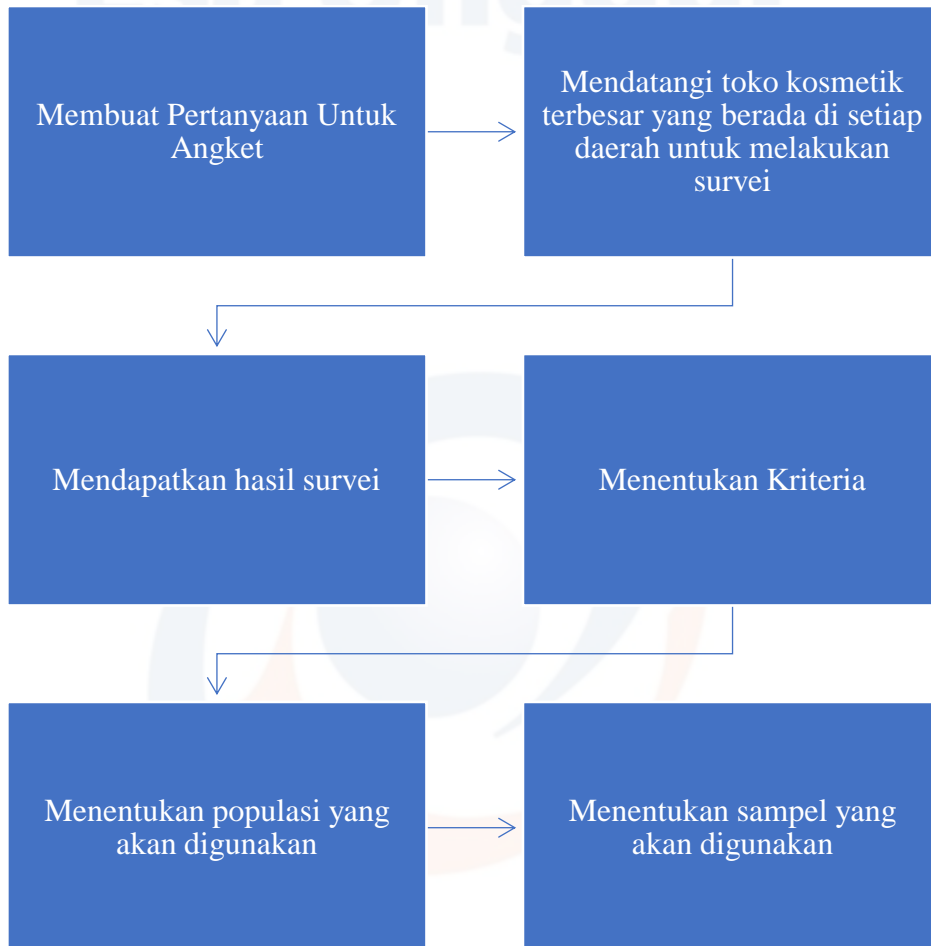 Membuat Pertanyaan Untuk
Angket
Mendatangi toko kosmetik
terbesar yang berada di setiap
daerah untuk melakukan
survei
Mendapatkan hasil survei
Menentukan Kriteria
Menentukan populasi yang
akan digunakan
Menentukan sampel yang
akan digunakan